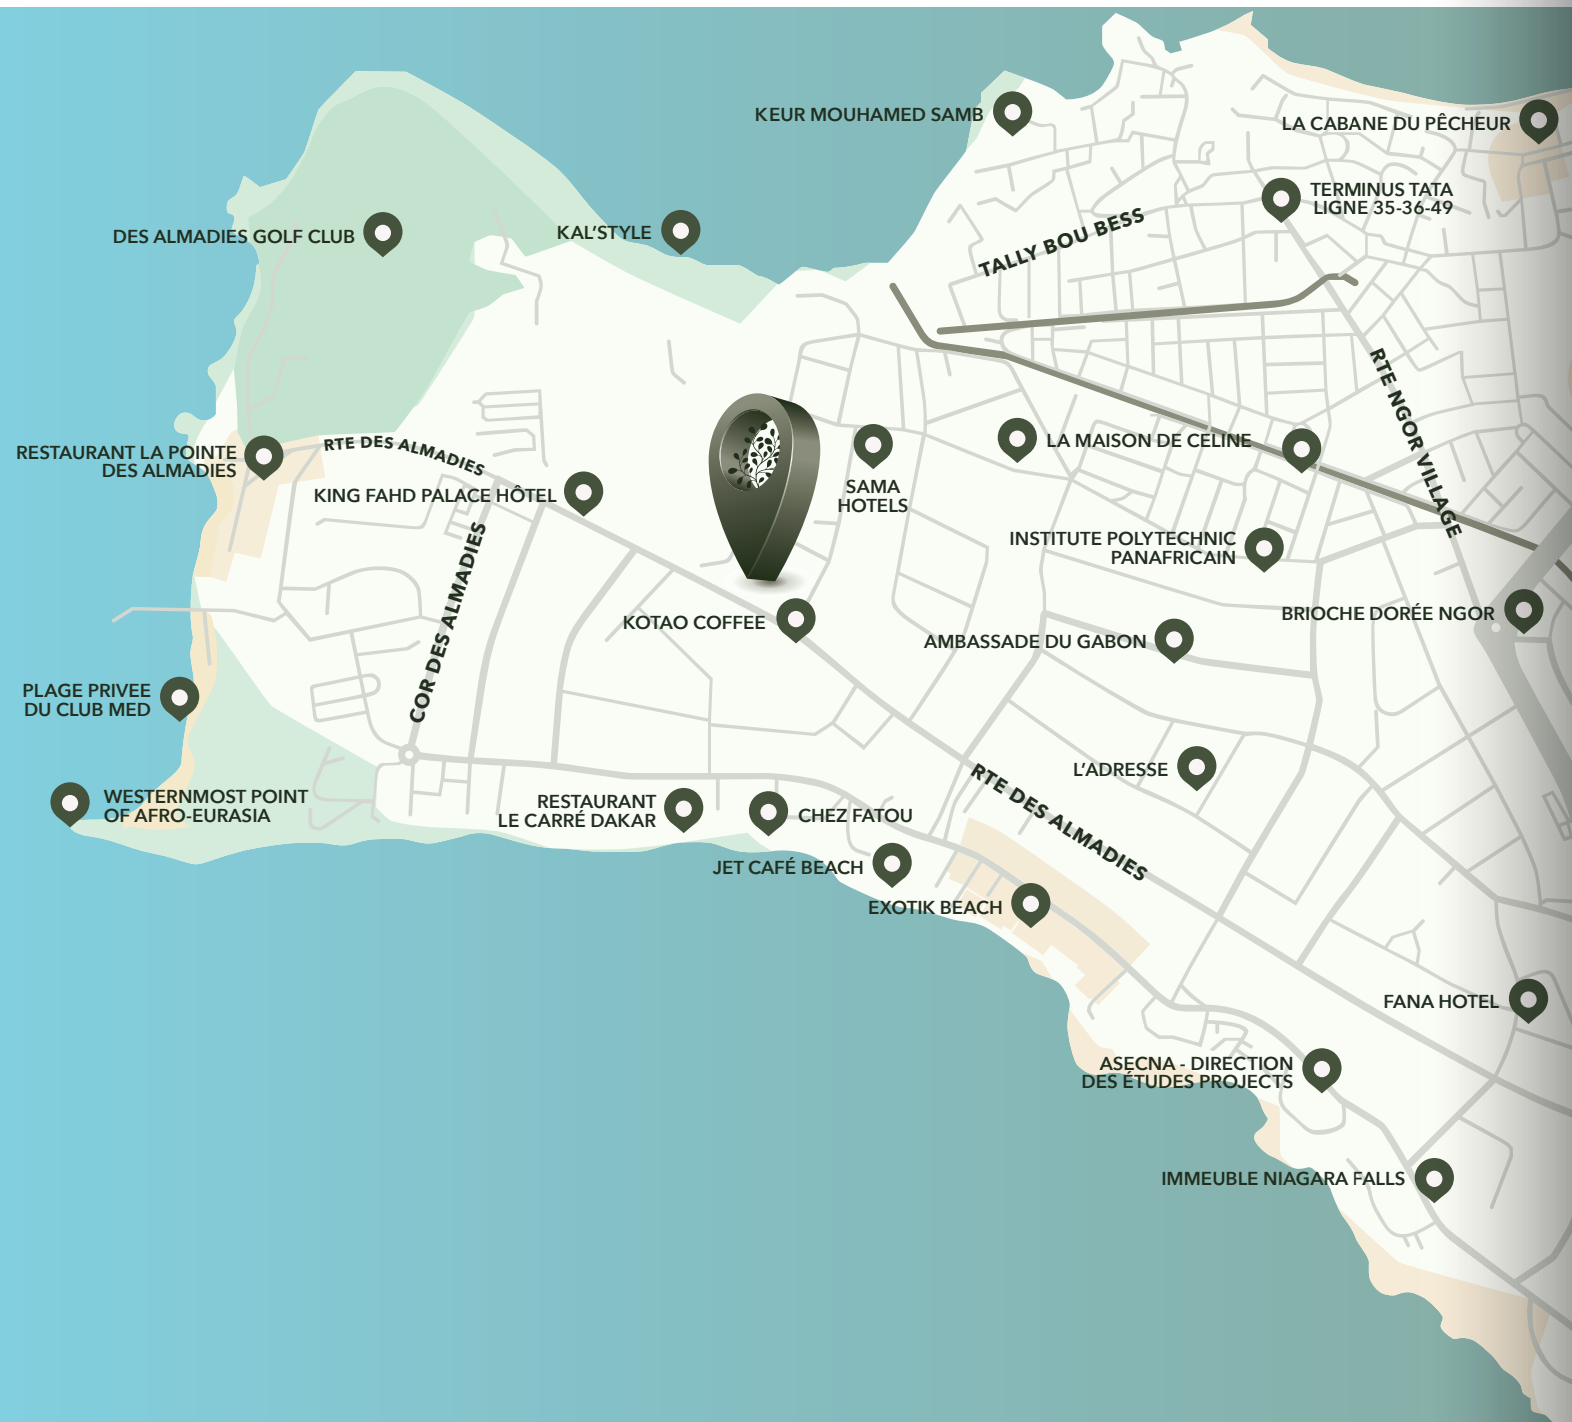 KEUR MOUHAMED SAMB
LA CABANE DU PÊCHEUR
TERMINUS TATA
LIGNE 35-36-49
DES ALMADIES GOLF CLUB
KAL'STYLE
TALLY BOU BESS
RTE NGOR VILLAGE
RESTAURANT LA POINTE
DES ALMADIES
RTE DES ALMADIES
KING FAHD PALACE HÔTEL
SAMA
HOTELS
LA MAISON DE CELINE
COR DES ALMADIES
INSTITUTE POLYTECHNIC
PANAFRICAIN
KOTAO COFFEE
AMBASSADE DU GABON
BRIOCHE DORÉE NGOR
PLAGE PRIVEE
DU CLUB MED
WESTERNMOST POINT
OF AFRO-EURASIA
RESTAURANT
LE CARRÉ DAKAR
CHEZ FATOU
L'ADRESSE
RTE DES ALMADIES
JET CAFÉ BEACH
EXOTIK BEACH
FANA HOTEL
ASECNA - DIRECTION
DES ÉTUDES PROJECTS
IMMEUBLE NIAGARA FALLS